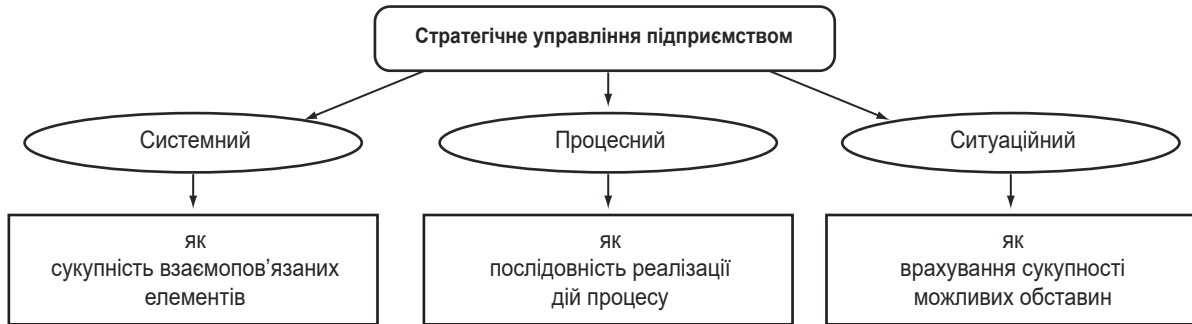 Стратегічне управління підприємством
Системний
Процесний
Ситуаційний
як
сукупність взаємопов’язаних
елементів
як
послідовність реалізації
дій процесу
як
врахування сукупності
можливих обставин